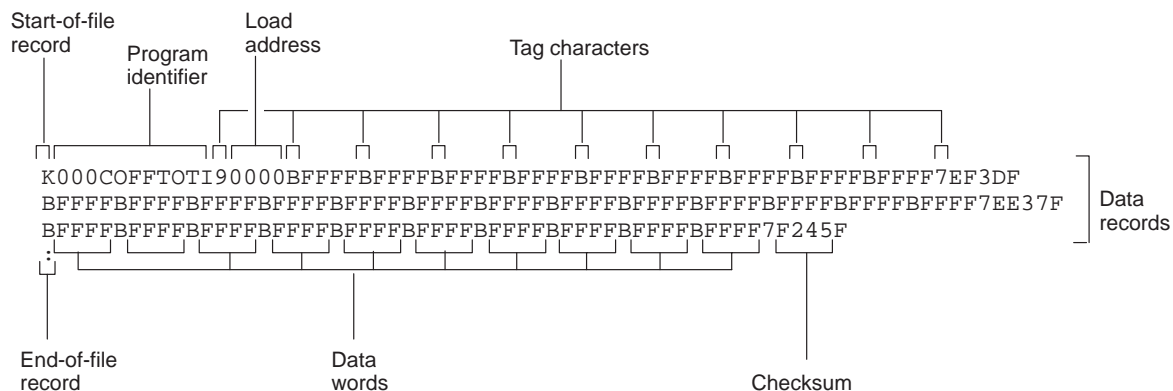 Start-of-file
record
Program
identifier
Load
address
Tag characters
K000COFFTOTI90000BFFFFBFFFFBFFFFBFFFFBFFFFBFFFFBFFFFBFFFFBFFFF7EF3DF
BFFFFBFFFFBFFFFBFFFFBFFFFBFFFFBFFFFBFFFFBFFFFBFFFFBFFFFBFFFFBFFFF7EE37F
BFFFFBFFFFBFFFFBFFFFBFFFFBFFFFBFFFFBFFFFBFFFFBFFFF7F245F
:
Data
records
End-of-file
record
Data
words
Checksum